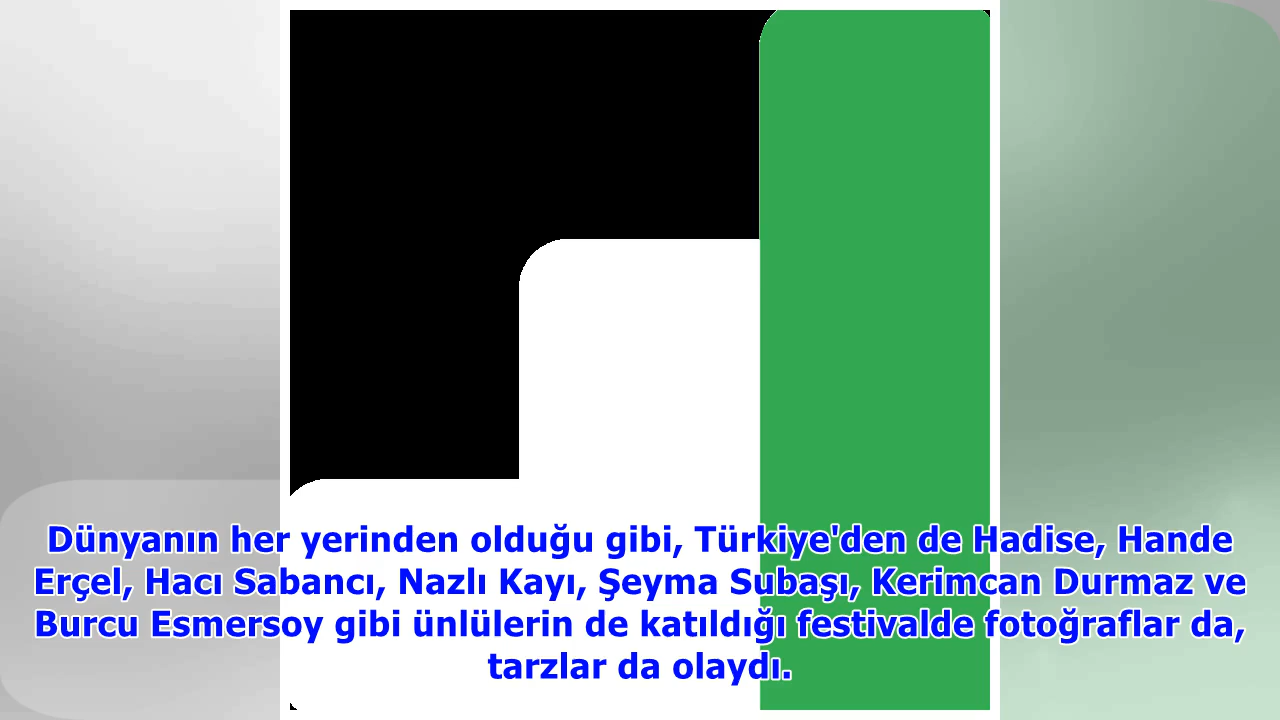 Dünyanın her yerinden olduğu gibi, Türkiye'den de Hadise, Hande
Erçel, Hacı Sabancı, Nazlı Kayı, Şeyma Subaşı, Kerimcan Durmaz ve
Burcu Esmersoy gibi ünlülerin de katıldığı festivalde fotoğraflar da,
tarzlar da olaydı.